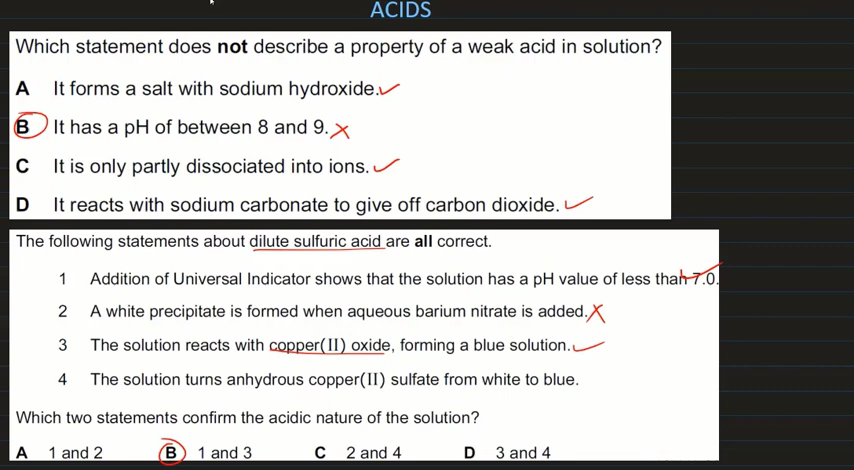 ACIDS
Which statement does not describe a property of a weak acid in solution?
A It forms a salt with sodium hydroxide.
B It has a pH of between 8 and 9.
C It is only partly dissociated into ions.
D It reacts with sodium carbonate to give off carbon dioxide.
The following statements about dilute sulfuric acid are all correct.
1 Addition of Universal Indicator shows that the solution has a pH value of less than 7.0.
2 A white precipitate is formed when aqueous barium nitrate is added.
3 The solution reacts with copper(II) oxide, forming a blue solution.
4 The solution turns anhydrous copper(II) sulfate from white to blue.
Which two statements confirm the acidic nature of the solution?
A 1 and 2 B 1 and 3 C 2 and 4 D 3 and 4